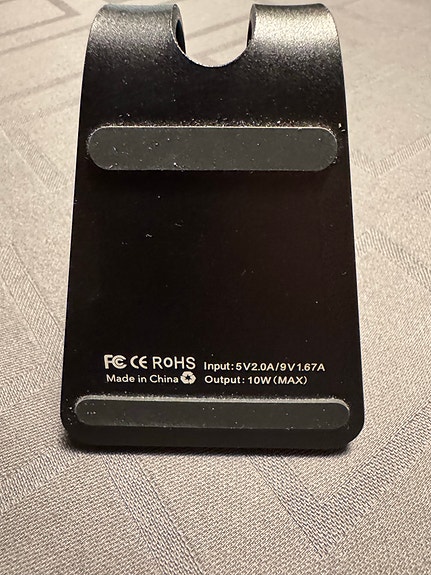 FC CE ROHS Input:5V2.0A/9V1.67A
Made in China Output: 10W(MAX)